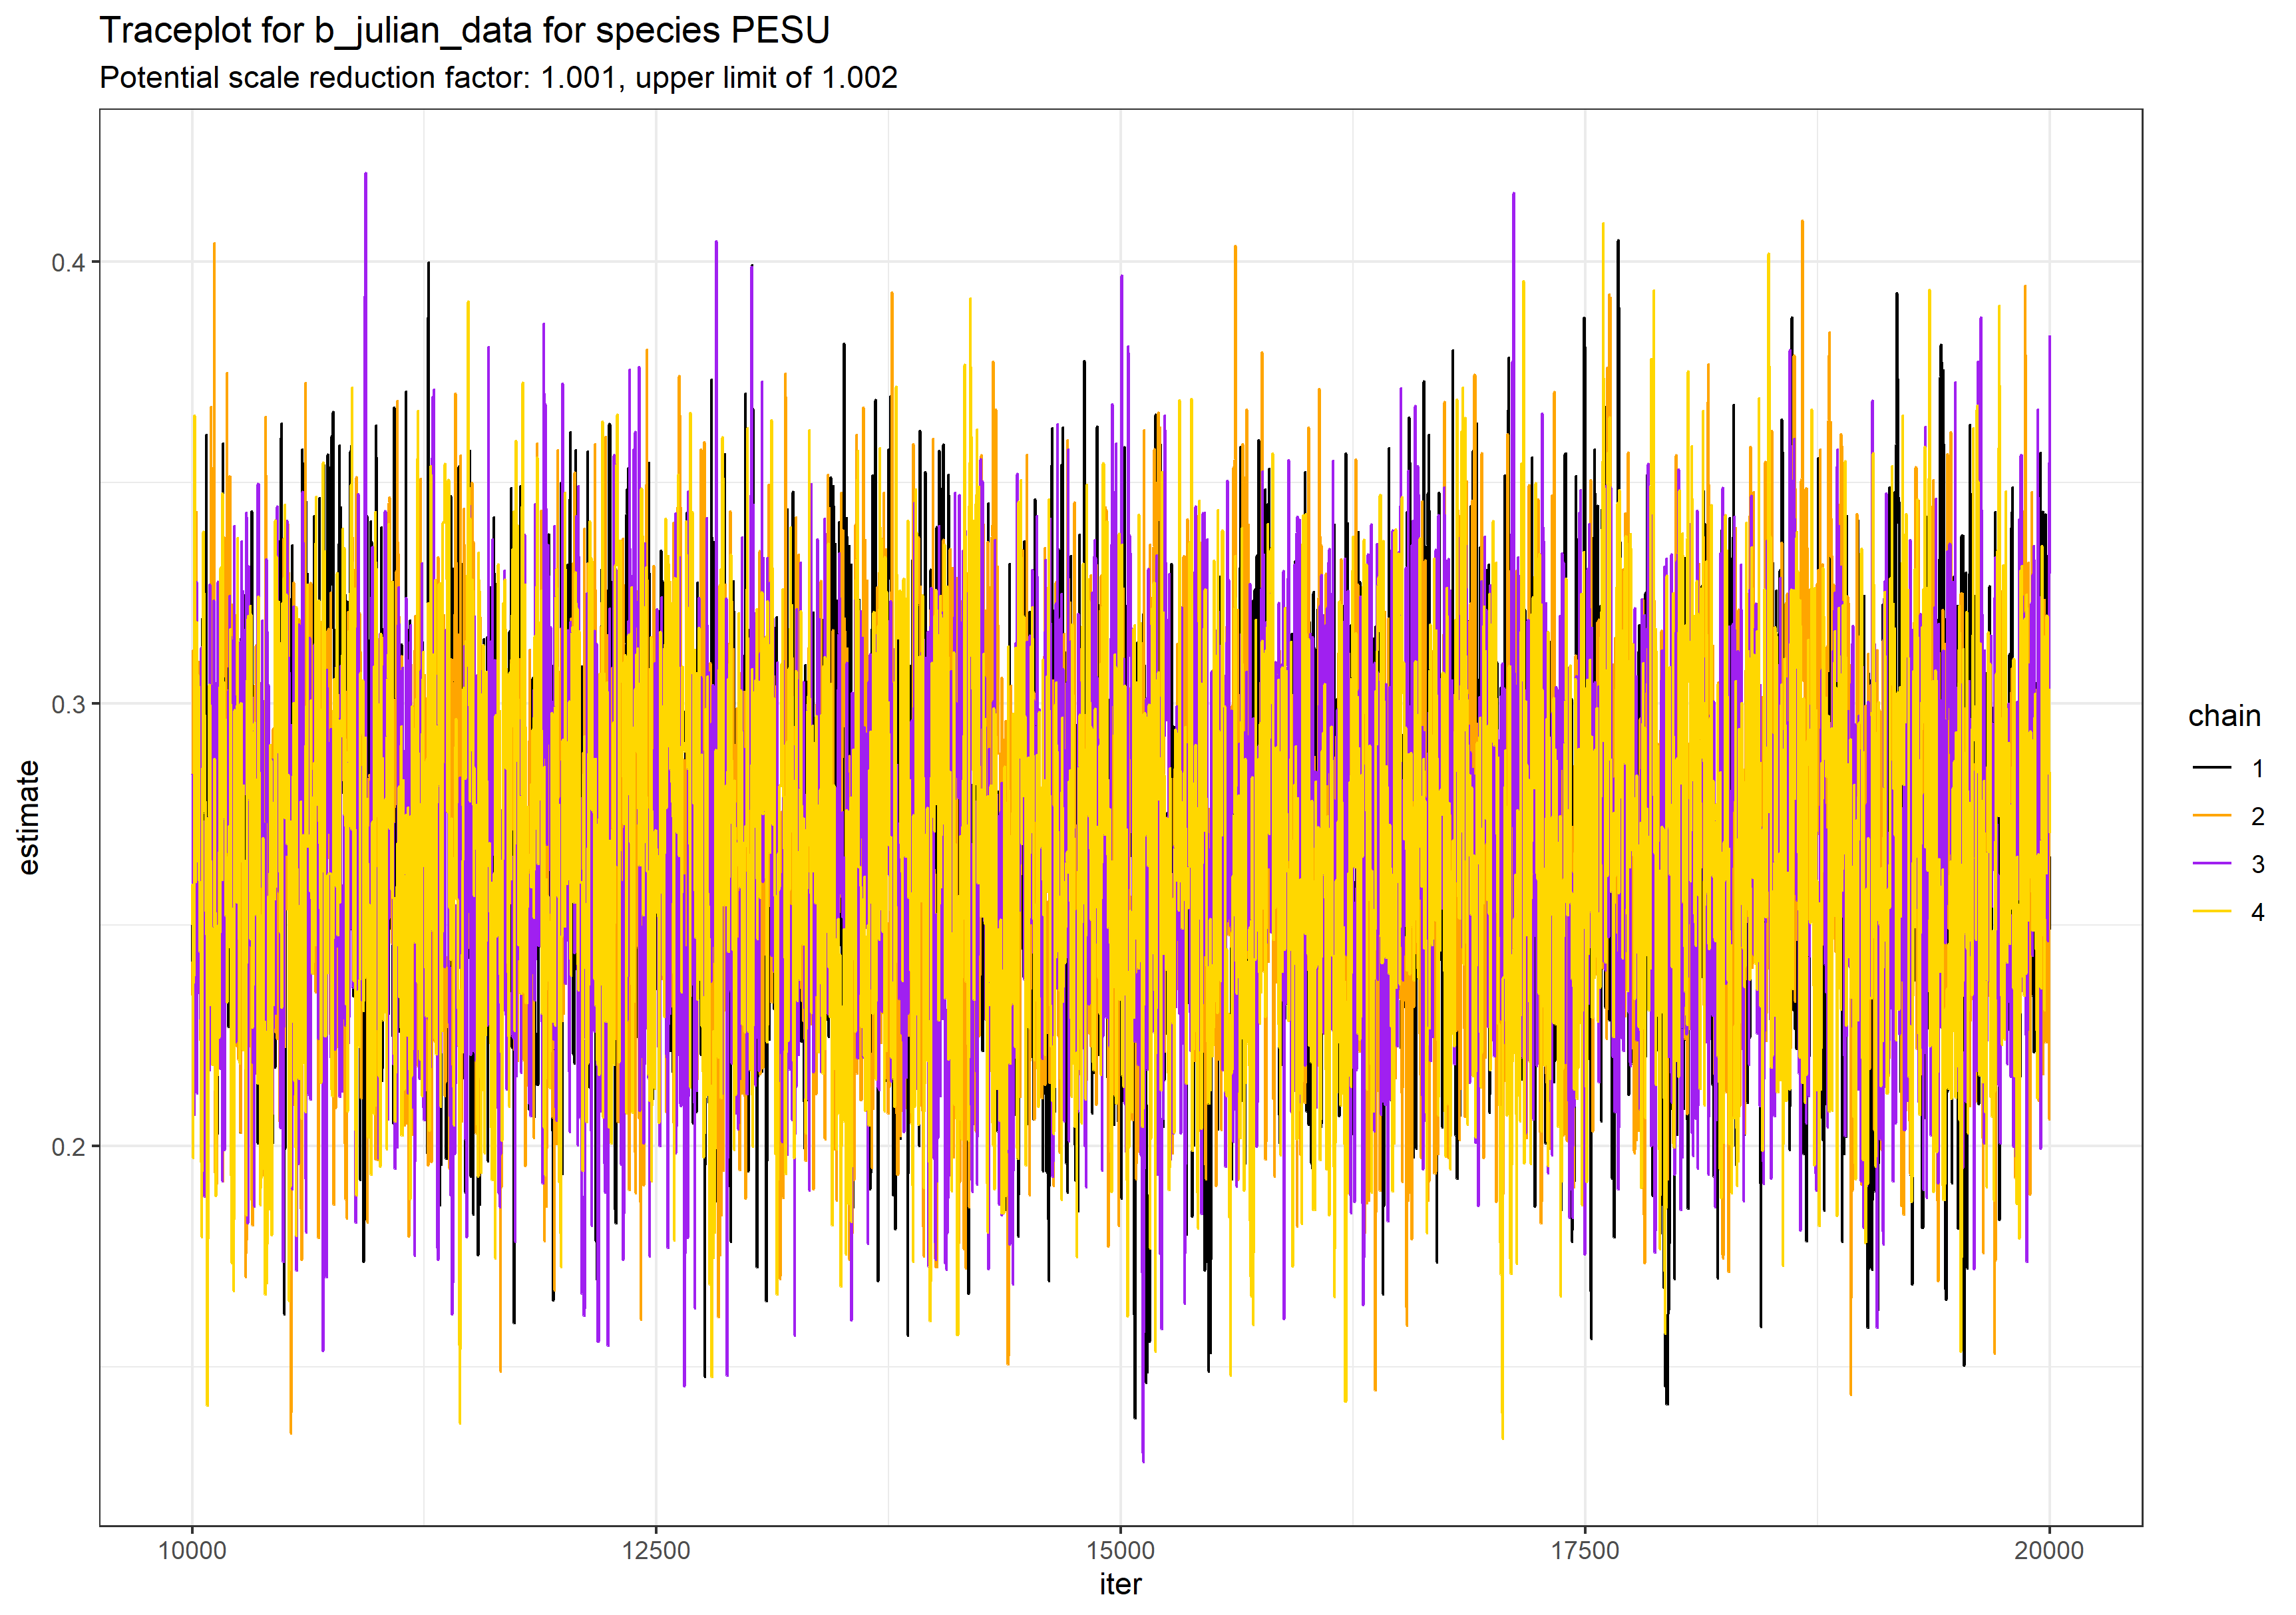 Traceplot for b_julian_data for species PESU
Potential scale reduction factor: 1.001, upper limit of 1.002
0.4
0.3
0.2
estimate
10000 12500 15000 17500 20000
iter
chain
1
2
3
4